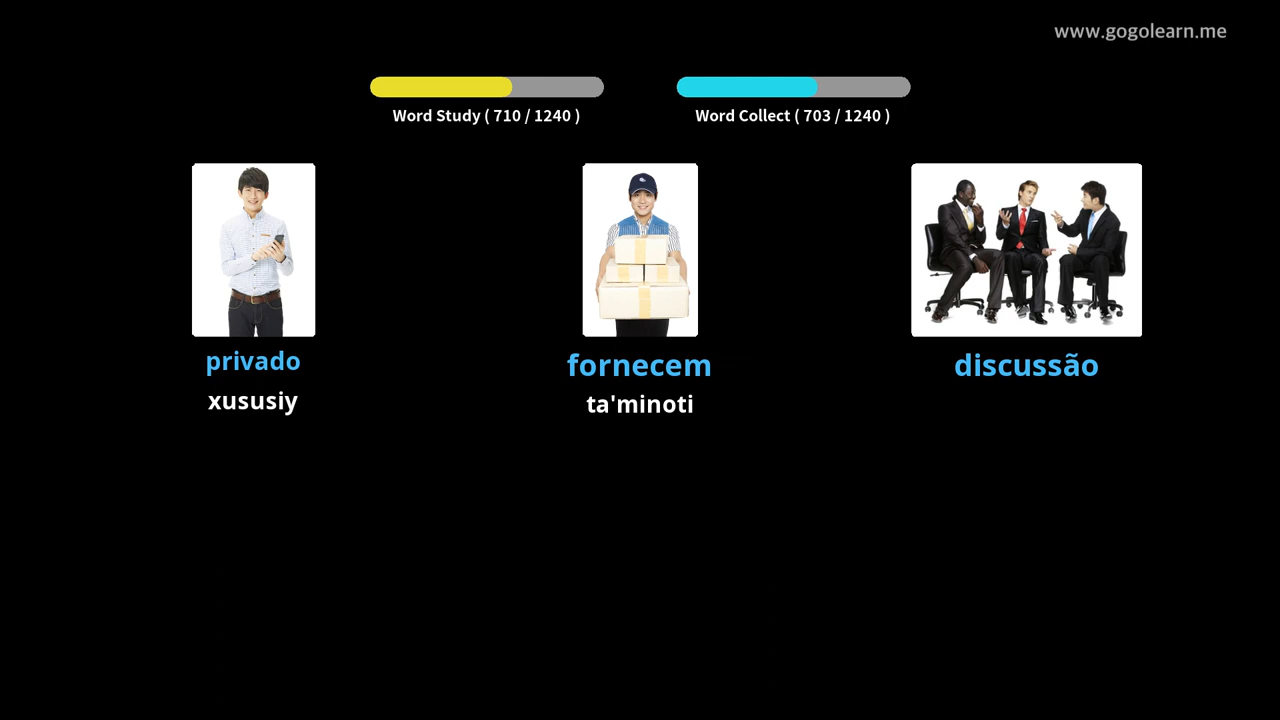 www.gogolearn.me
Word Study ( 710 / 1240 )
Word Collect ( 703 / 1240 )
privado
fornecem
discussão
xususiy
ta'minoti